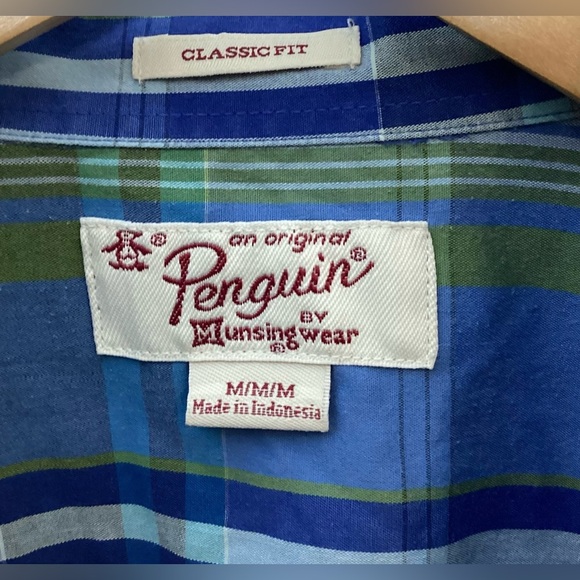 CLASSIC FIT
® an original
Penguin®
BY
Munsingwear
®
M/M/M
Made in Indonesia